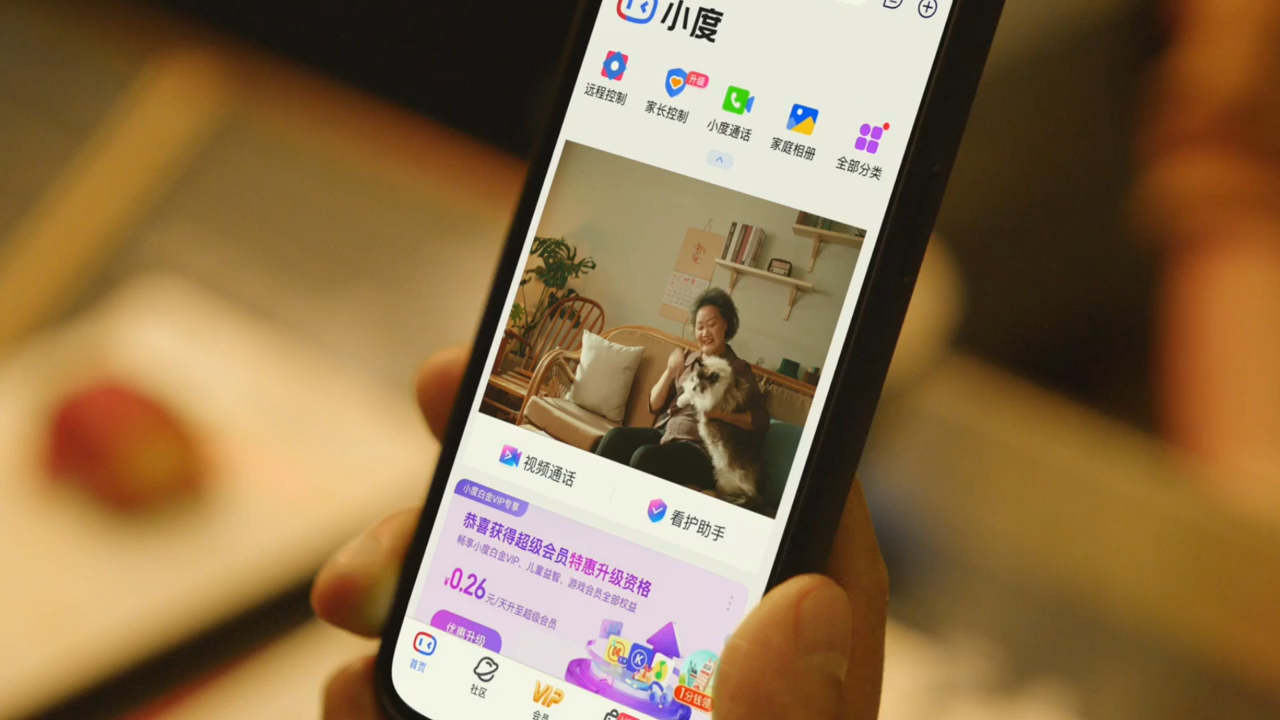 小度
远程控制
家长控制
升级
小度通话
家庭相册
全部分类
视频通话
看护助手
小度白金VIP专享
恭喜获得超级会员特惠升级资格
畅享小度白金VIP、儿童益智、游戏会员全部权益
¥0.26元/天升至超级会员
优惠升级
1分钱领
首页
社区
VIP
会员